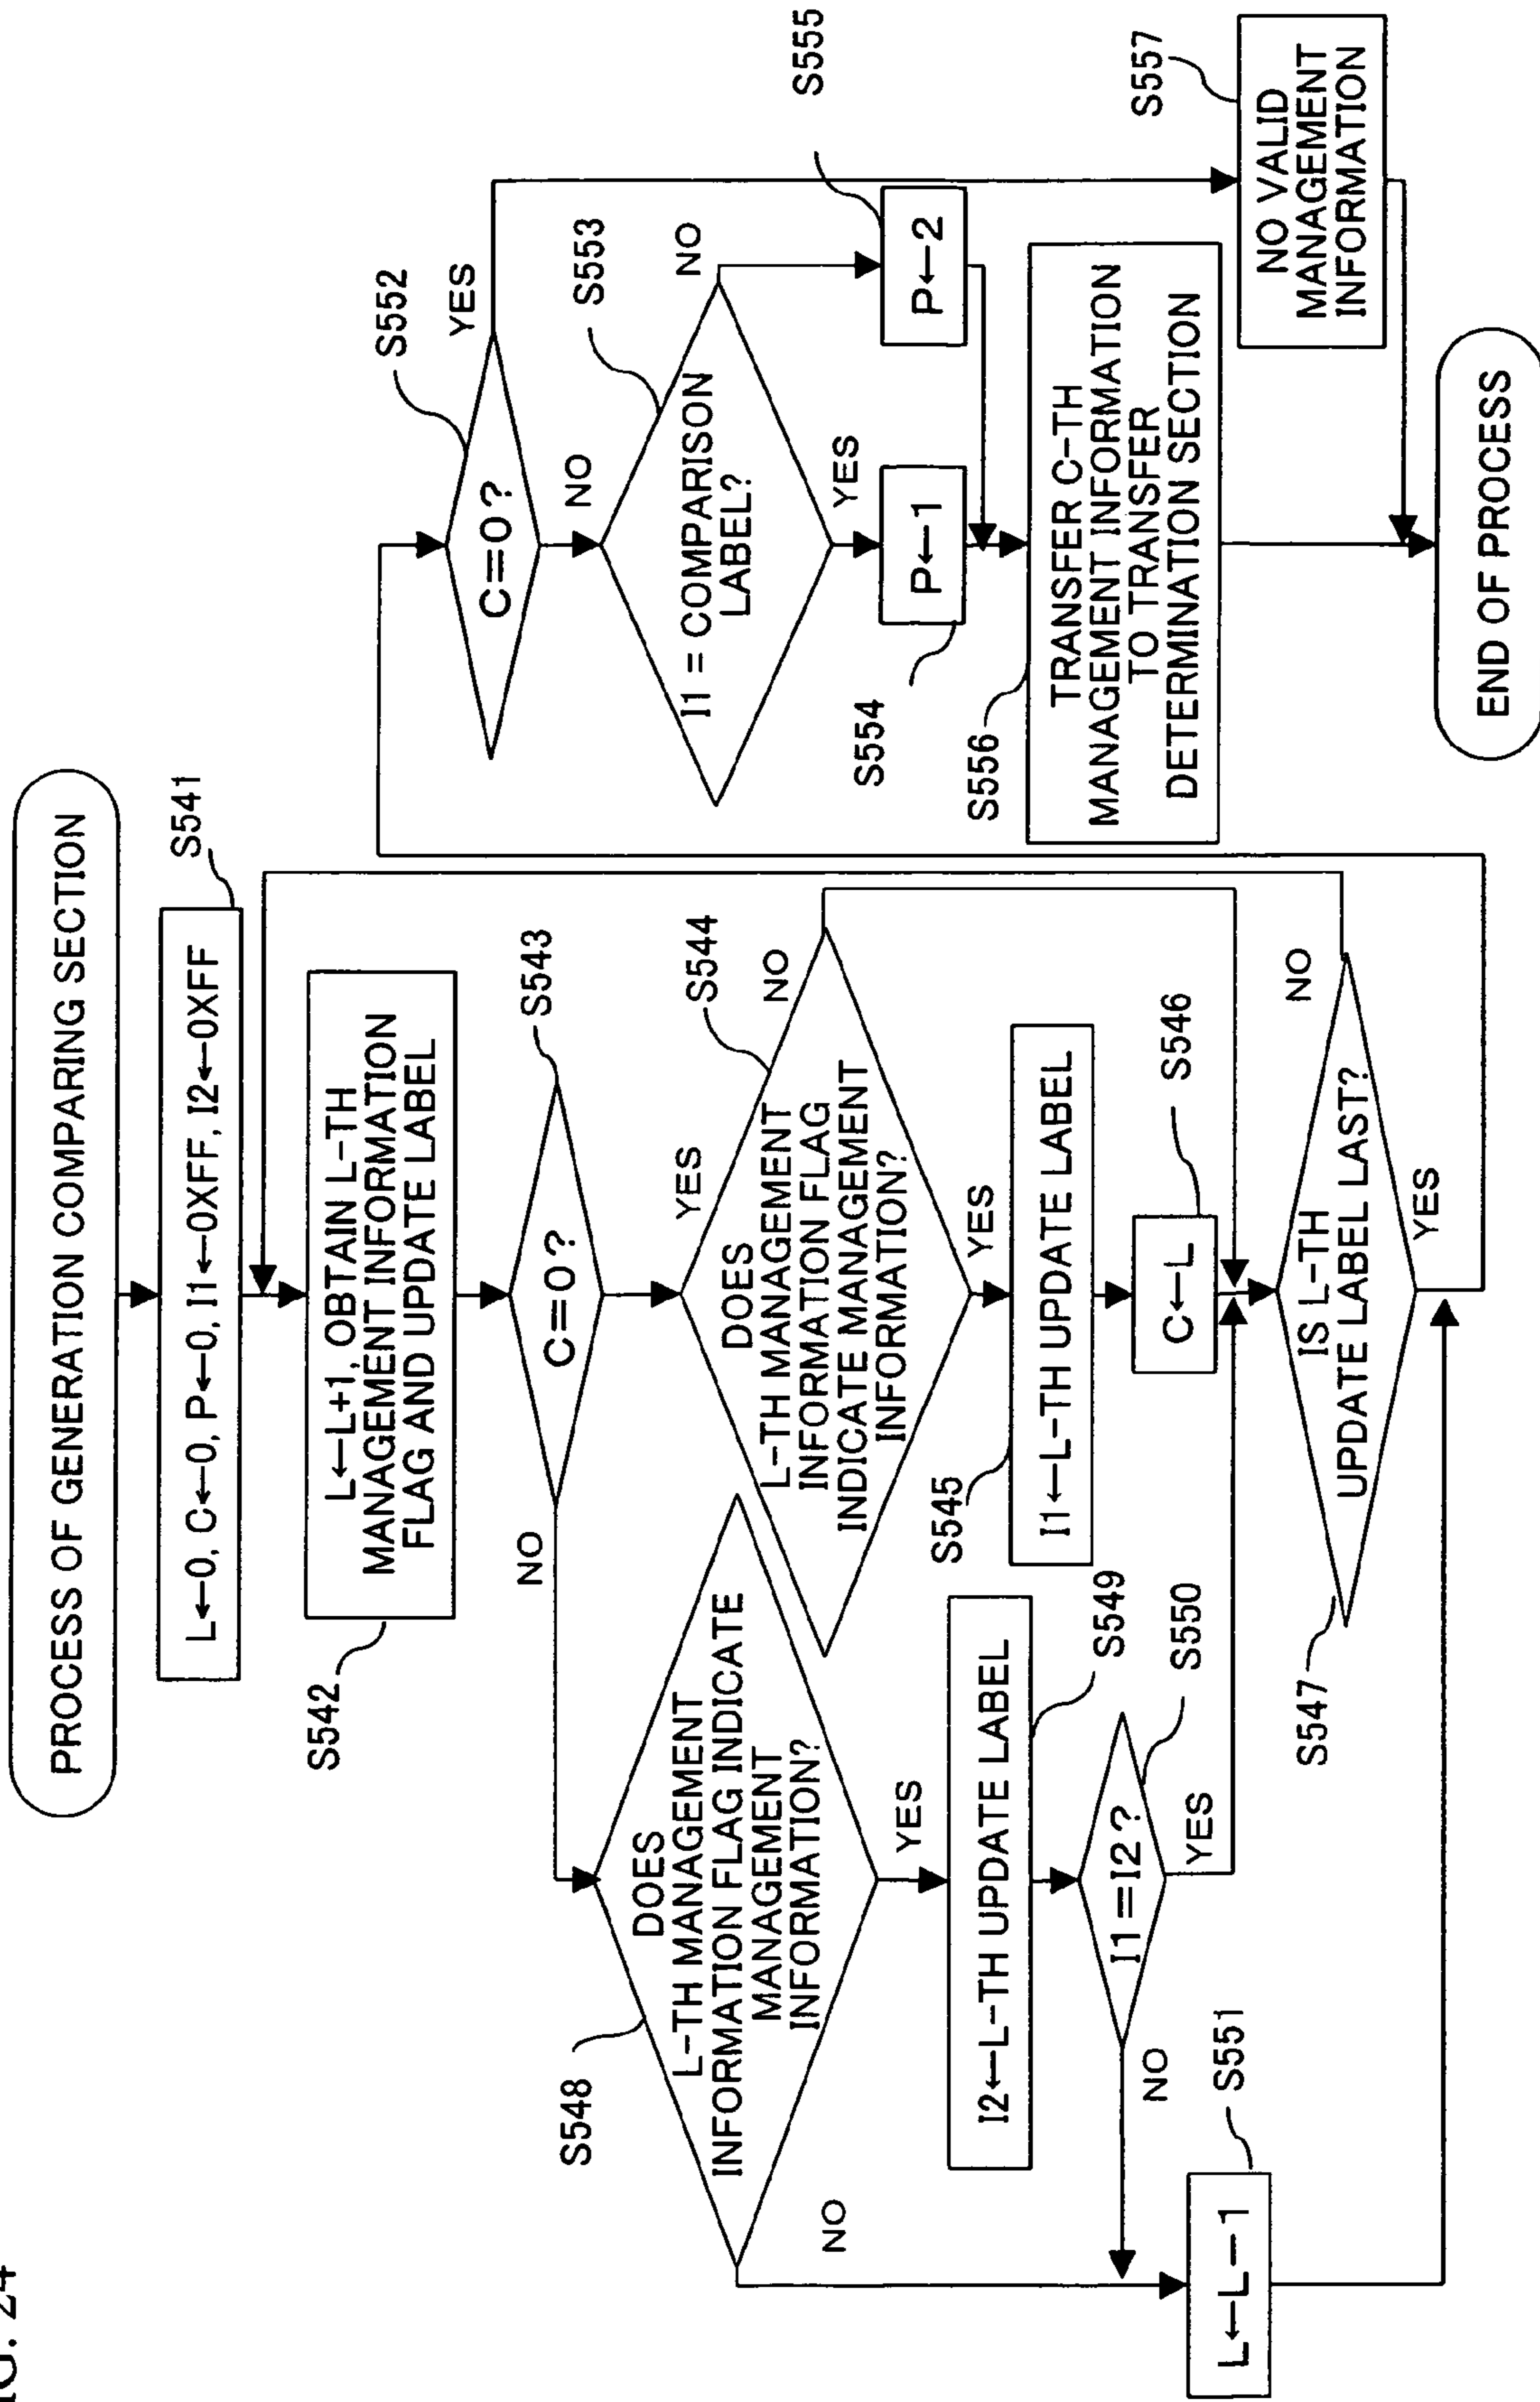 FIG. 24
PROCESS OF GENERATION COMPARING SECTION
L←0, C←0, P←0, I1←0XFF, I2←0XFF
S541
L←L+1, OBTAIN L-TH
MANAGEMENT INFORMATION
FLAG AND UPDATE LABEL
S542
C=0?
S543
NO
YES
DOES
L-TH MANAGEMENT
INFORMATION FLAG INDICATE
MANAGEMENT
INFORMATION?
S548
NO
YES
DOES
L-TH MANAGEMENT
INFORMATION FLAG
INDICATE MANAGEMENT
INFORMATION?
S544
NO
YES
I2←L-TH UPDATE LABEL
S549
I1←L-TH UPDATE LABEL
S545
I1=I2?
S550
NO
YES
C←L
S546
L←L-1
S551
IS L-TH
UPDATE LABEL LAST?
S547
NO
YES
C=0?
S552
YES
NO
I1 = COMPARISON
LABEL?
S553
NO
YES
P←1
S554
P←2
S555
TRANSFER C-TH
MANAGEMENT INFORMATION
TO TRANSFER
DETERMINATION SECTION
S556
NO VALID
MANAGEMENT
INFORMATION
S557
END OF PROCESS